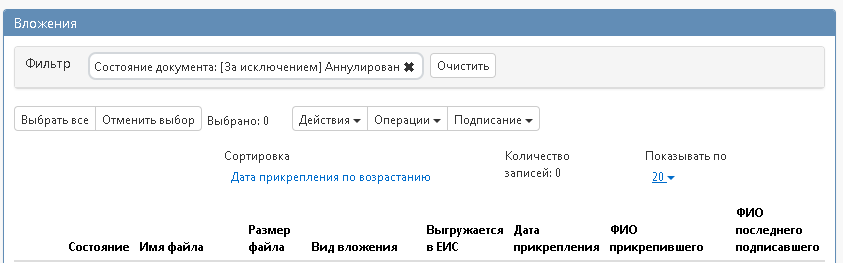 Вложения
Фильтр
Состояние документа: [За исключением] Аннулирован ✖
Очистить
Выбрать все Отменить выбор Выбрано: 0 Действия Операции Подписание
Сортировка
Дата прикрепления по возрастанию
Количество
записей: 0
Показывать по
20
Состояние
Имя файла
Размер
файла
Вид вложения
Выгружается
в ЕИС
Дата
прикрепления
ФИО
прикрепившего
ФИО
последнего
подписавшего